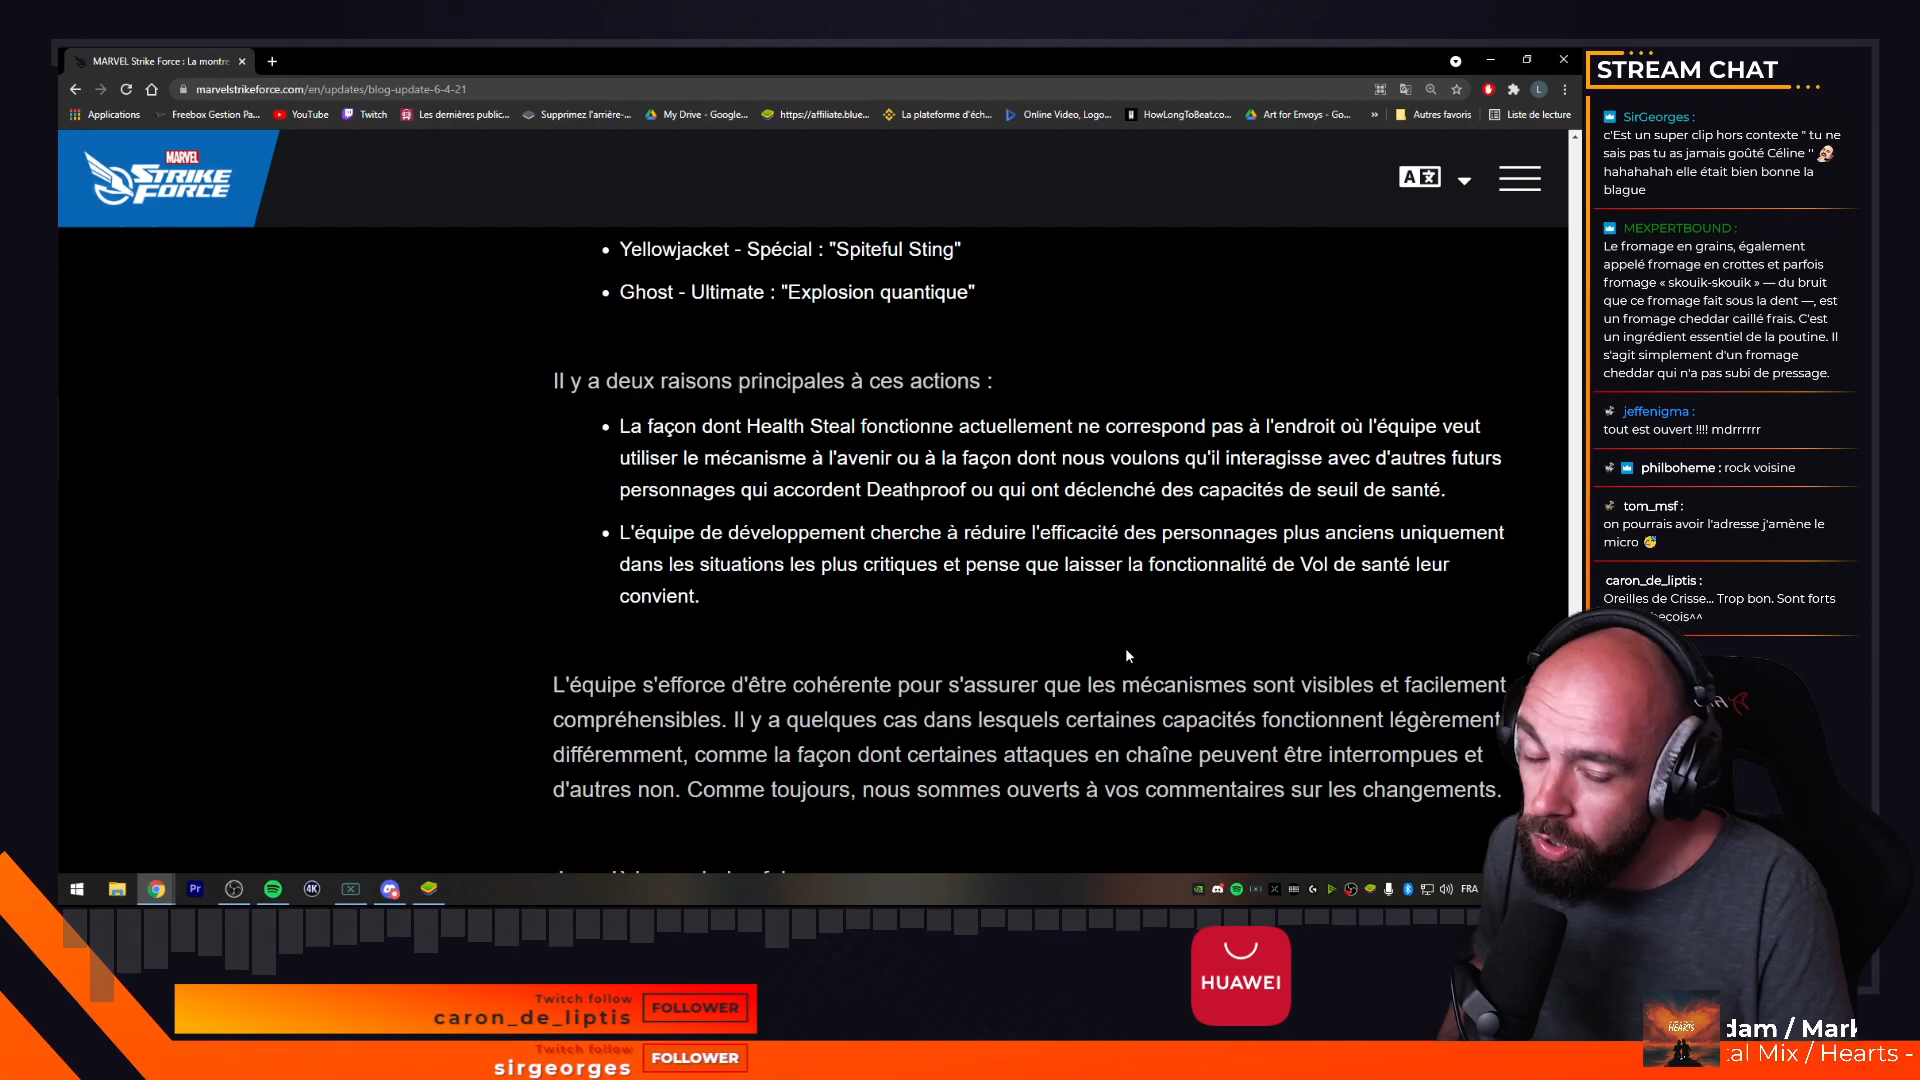 MARVEL Strike Force : La montre
marvelstrikeforce.com/en/updates/blog-update-6-4-21
L
Applications
Freebox Gestion Pa...
YouTube
Twitch
Les dernières public...
Supprimez l'arrière-...
My Drive - Google...
https://affiliate.blue...
La plateforme d'éch...
Online Video, Logo...
HowLongToBeat.co...
Art for Envoys - Go...
»
Autres favoris
Liste de lecture
MARVEL
STRIKE
FORCE
A 文
Yellowjacket - Spécial : "Spiteful Sting"
Ghost - Ultimate : "Explosion quantique"
Il y a deux raisons principales à ces actions :
La façon dont Health Steal fonctionne actuellement ne correspond pas à l'endroit où l'équipe veut
utiliser le mécanisme à l'avenir ou à la façon dont nous voulons qu'il interagisse avec d'autres futurs
personnages qui accordent Deathproof ou qui ont déclenché des capacités de seuil de santé.
L'équipe de développement cherche à réduire l'efficacité des personnages plus anciens uniquement
dans les situations les plus critiques et pense que laisser la fonctionnalité de Vol de santé leur
convient.
L'équipe s'efforce d'être cohérente pour s'assurer que les mécanismes sont visibles et facilement
compréhensibles. Il y a quelques cas dans lesquels certaines capacités fonctionnent légèrement
différemment, comme la façon dont certaines attaques en chaîne peuvent être interrompues et
d'autres non. Comme toujours, nous sommes ouverts à vos commentaires sur les changements.
Pr
4K
FRA
STREAM CHAT
SirGeorges :
c'Est un super clip hors contexte " tu ne
sais pas tu as jamais goûté Céline "
hahahahah elle était bien bonne la
blague
MEXPERTBOUND :
Le fromage en grains, également
appelé fromage en crottes et parfois
fromage « skouik-skouik » — du bruit
que ce fromage fait sous la dent —, est
un fromage cheddar caillé frais. C'est
un ingrédient essentiel de la poutine. Il
s'agit simplement d'un fromage
cheddar qui n'a pas subi de pressage.
jeffenigma :
tout est ouvert !!!! mdrrrrrr
philboheme : rock voisine
tom_msf :
on pourrais avoir l'adresse j'amène le
micro
caron_de_liptis :
Oreilles de Crisse... Trop bon. Sont forts
becois^^
Twitch follow
caron_de_liptis
FOLLOWER
Twitch follow
sirgeorges
FOLLOWER
HUAWEI
HEARTS
dam / Mark
tal Mix / Hearts -